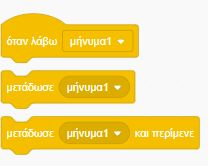 όταν λάβω μήνυμα1
μετάδωσε μήνυμα1
μετάδωσε μήνυμα1 και περίμενε